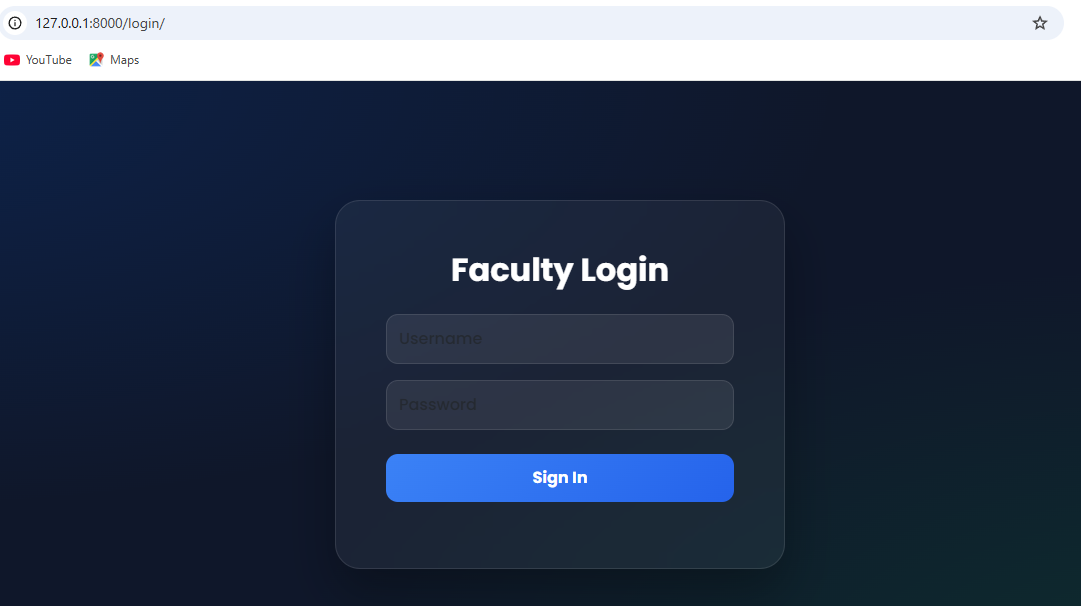 127.0.0.1:8000/login/
YouTube Maps
Faculty Login
Username
Password
Sign In